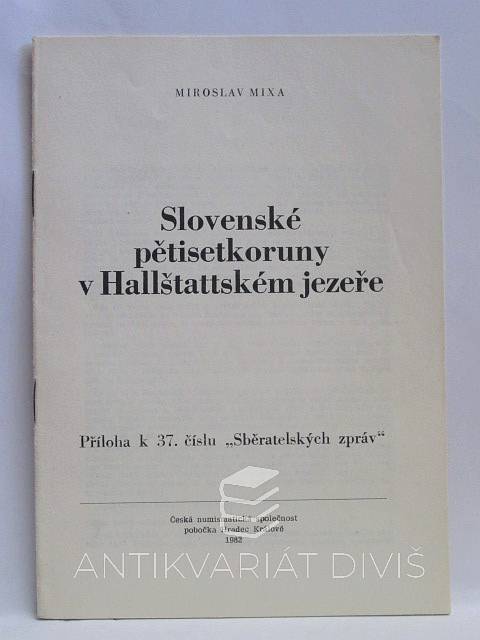 MIROSLAV MIXA
Slovenské
pětisetkoruny
v Hallštattském jezeře
Příloha k 37. číslu „Sběratelských zpráv“
Česká numismatická společnost
pobočka Hradec Králové
1982
ANTIKVARIÁT DIVIŠ